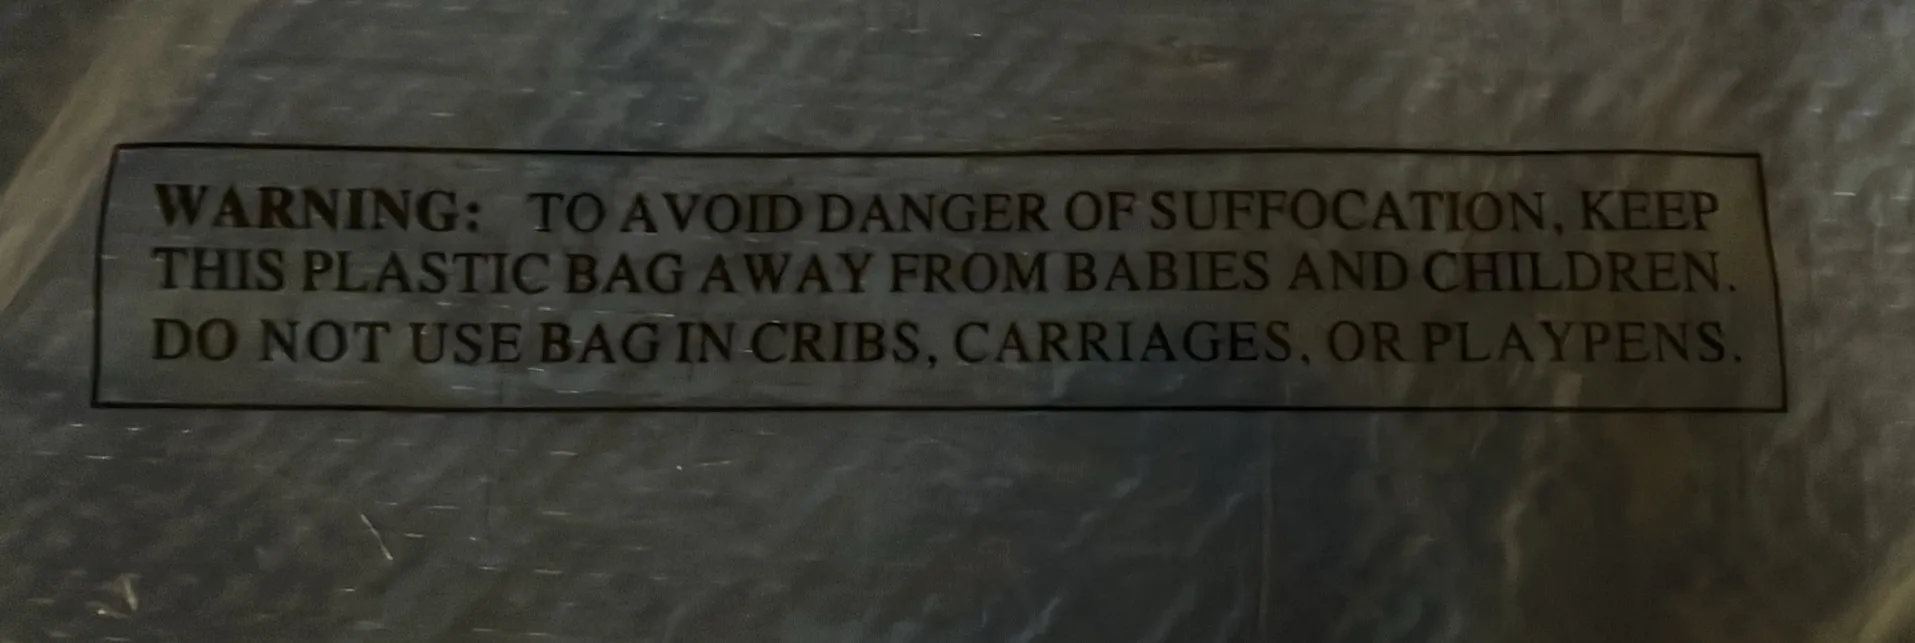 WARNING: TO AVOID DANGER OF SUFFOCATION, KEEP
THIS PLASTIC BAG AWAY FROM BABIES AND CHILDREN.
DO NOT USE BAG IN CRIBS, CARRIAGES, OR PLAYPENS.